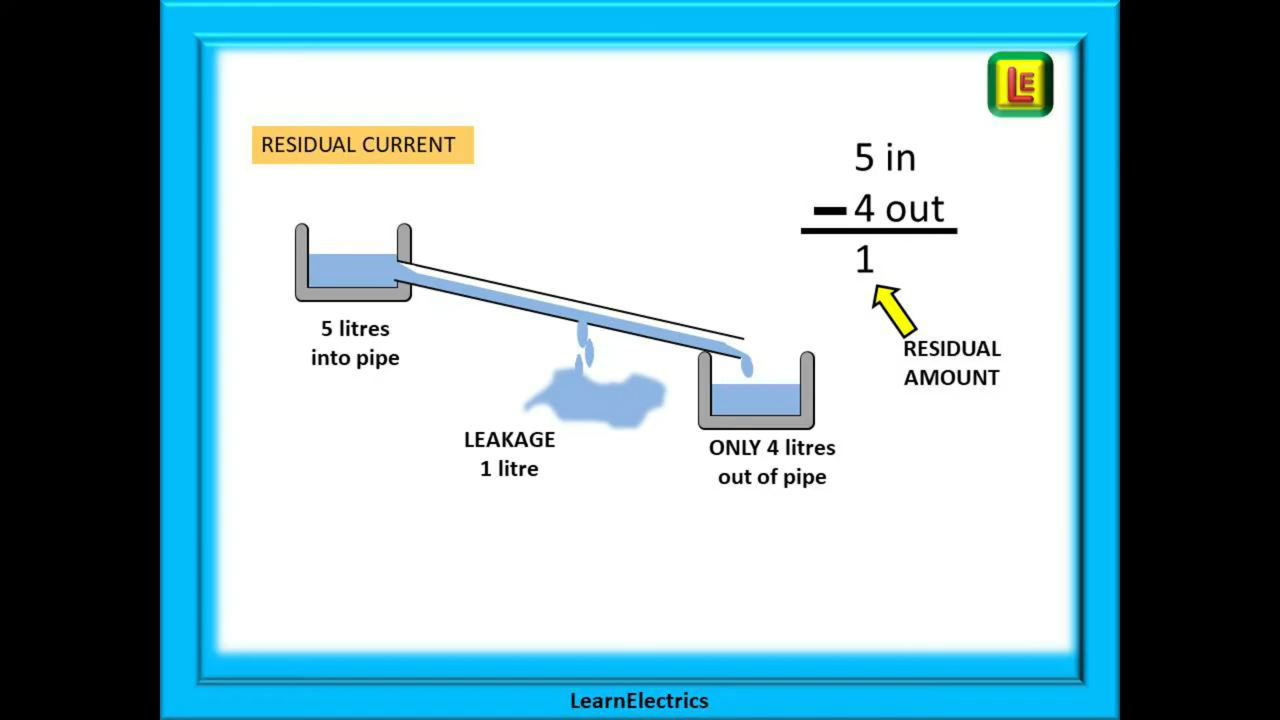 LE
RESIDUAL CURRENT
5 in
– 4 out
1
RESIDUAL
AMOUNT
5 litres
into pipe
LEAKAGE
1 litre
ONLY 4 litres
out of pipe
LearnElectrics